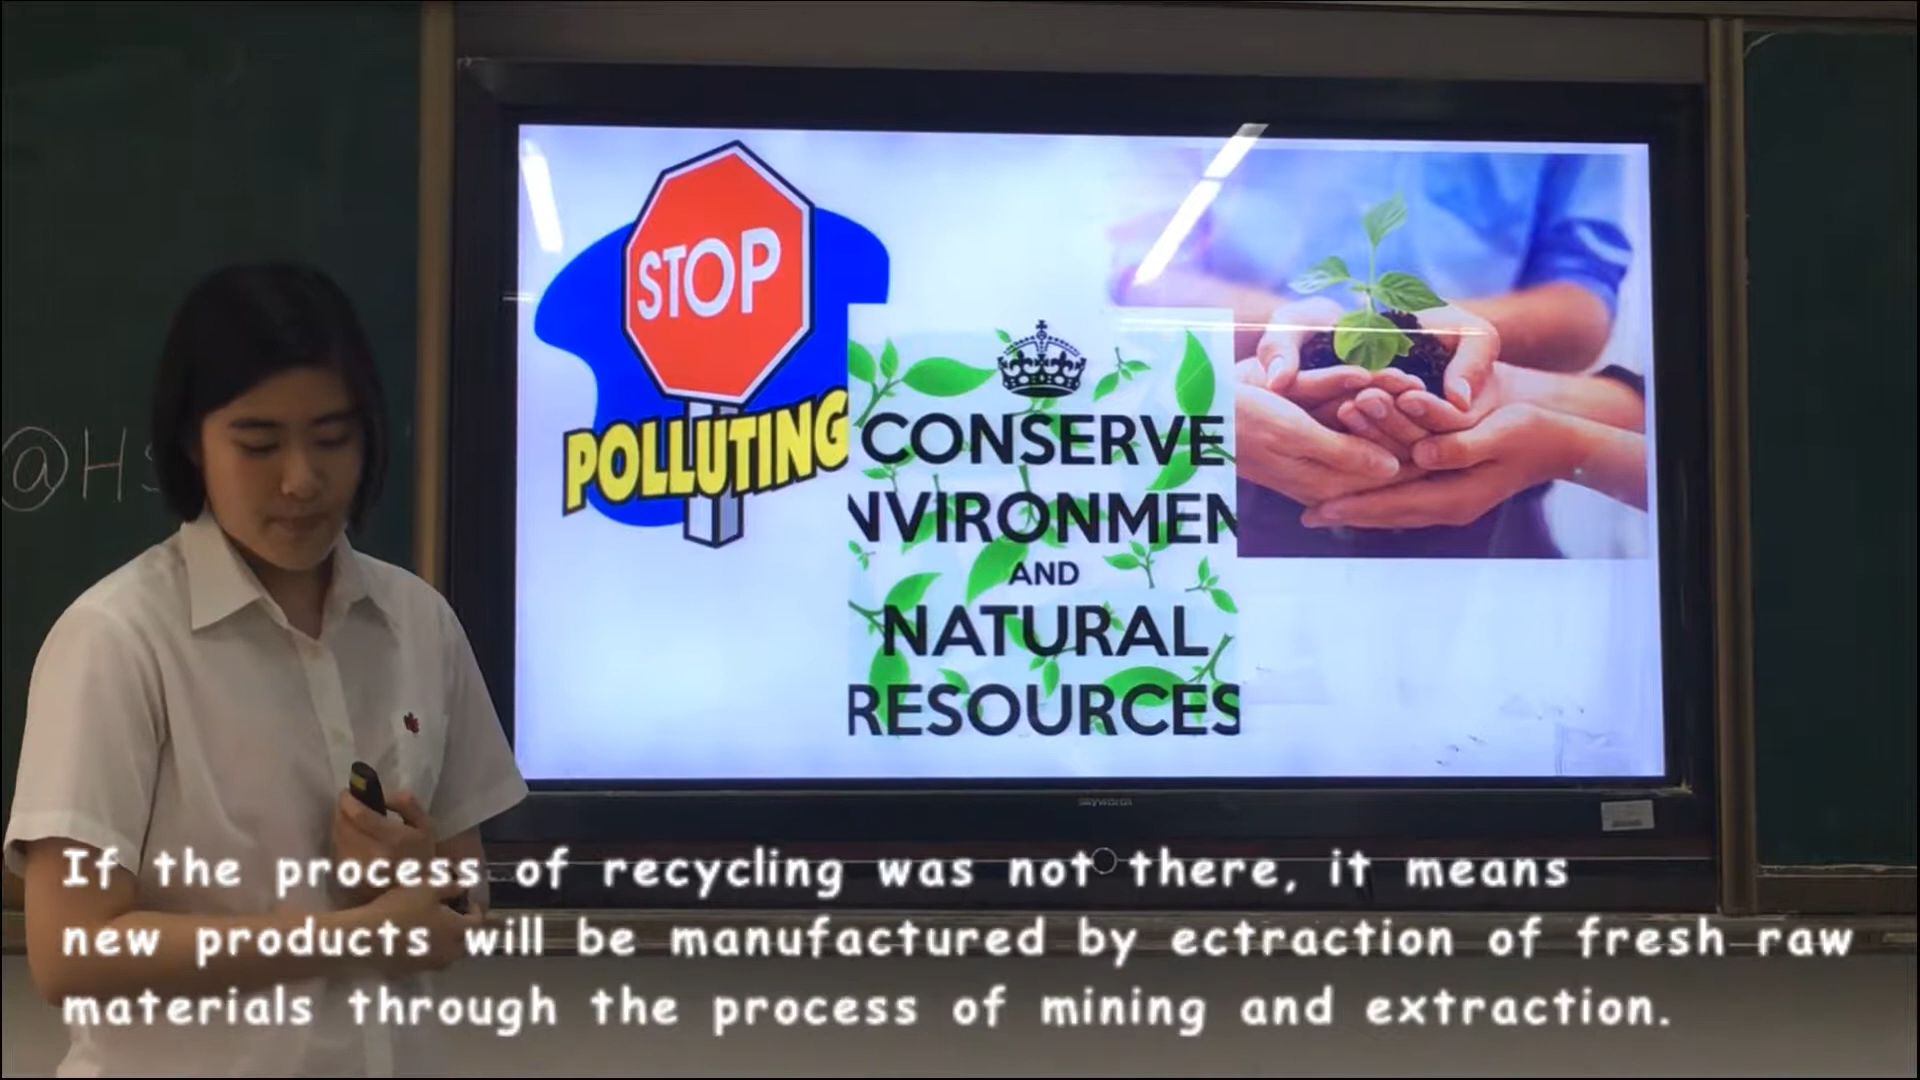 STOP
POLLUTING
CONSERVE
NVIRONMEN
AND
NATURAL
RESOURCES
@HS
If the process of recycling was not there, it means
new products will be manufactured by ectraction of fresh raw
materials through the process of mining and extraction.